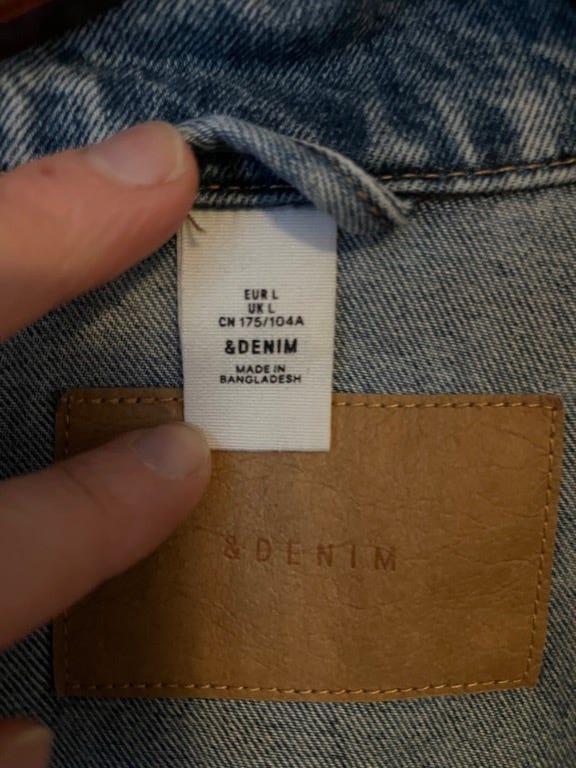 EUR L
UK L
CN 175/104A
&DENIM
MADE IN
BANGLADESH
&DENIM